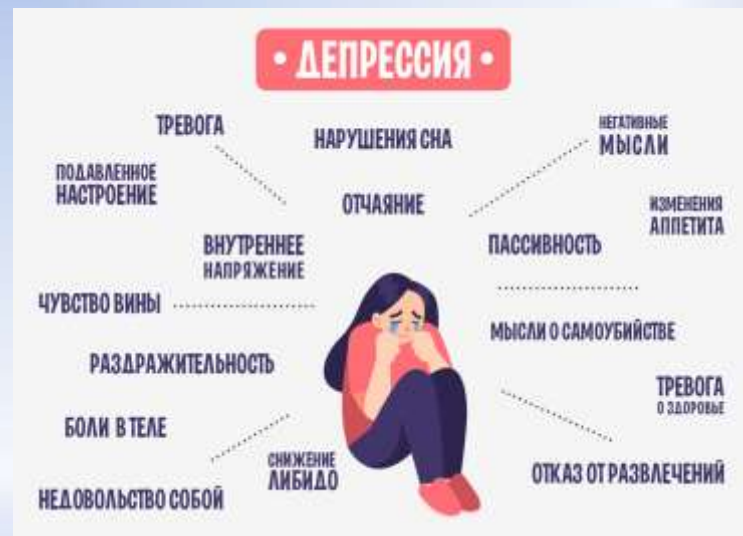 • ДЕПРЕССИЯ •
ТРЕВОГА
НАРУШЕНИЯ СНА
НЕГАТИВНЫЕ
МЫСЛИ
ПОДАВЛЕННОЕ
НАСТРОЕНИЕ
ОТЧАЯНИЕ
ИЗМЕНЕНИЯ
АППЕТИТА
ВНУТРЕННЕЕ
НАПРЯЖЕНИЕ
ПАССИВНОСТЬ
ЧУВСТВО ВИНЫ
МЫСЛИ О САМОУБИЙСТВЕ
РАЗДРАЖИТЕЛЬНОСТЬ
ТРЕВОГА
О ЗДОРОВЬЕ
БОЛИ В ТЕЛЕ
СНИЖЕНИЕ
ЛИБИДО
ОТКАЗ ОТ РАЗВЛЕЧЕНИЙ
НЕДОВОЛЬСТВО СОБОЙ